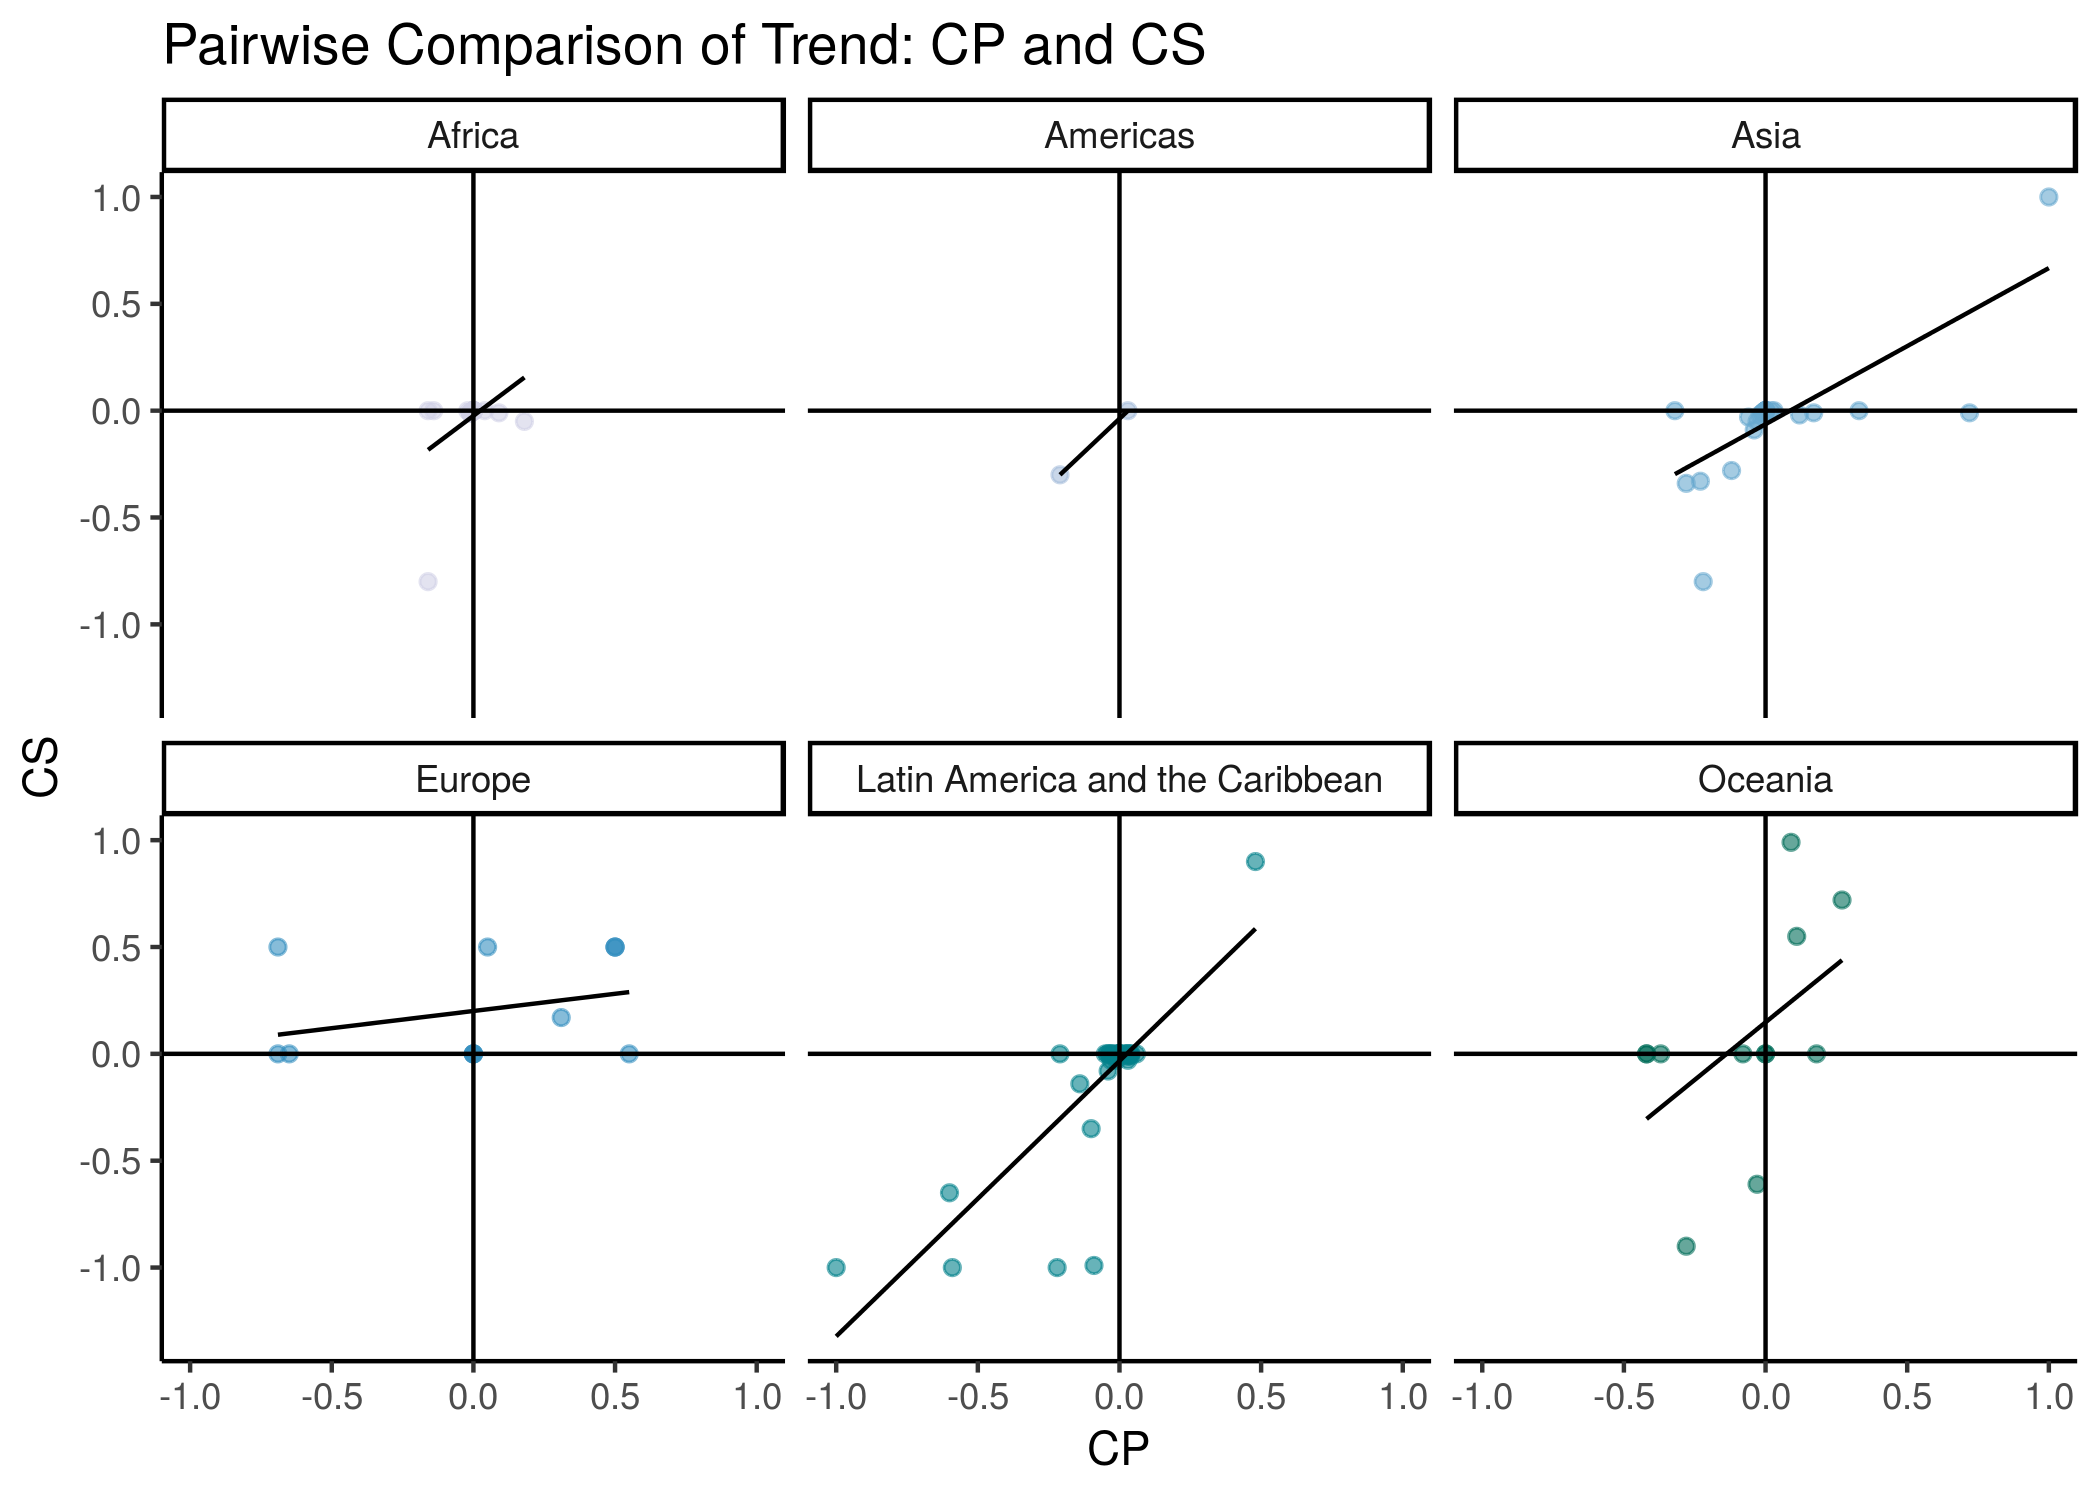 Pairwise Comparison of Trend: CP and CS
Africa
Americas
Asia
1.0
0.5
0.0
-0.5
-1.0
CS
Europe
Latin America and the Caribbean
Oceania
1.0
0.5
0.0
-0.5
-1.0
-1.0 -0.5 0.0 0.5 1.0 -1.0 -0.5 0.0 0.5 1.0 -1.0 -0.5 0.0 0.5 1.0
CP